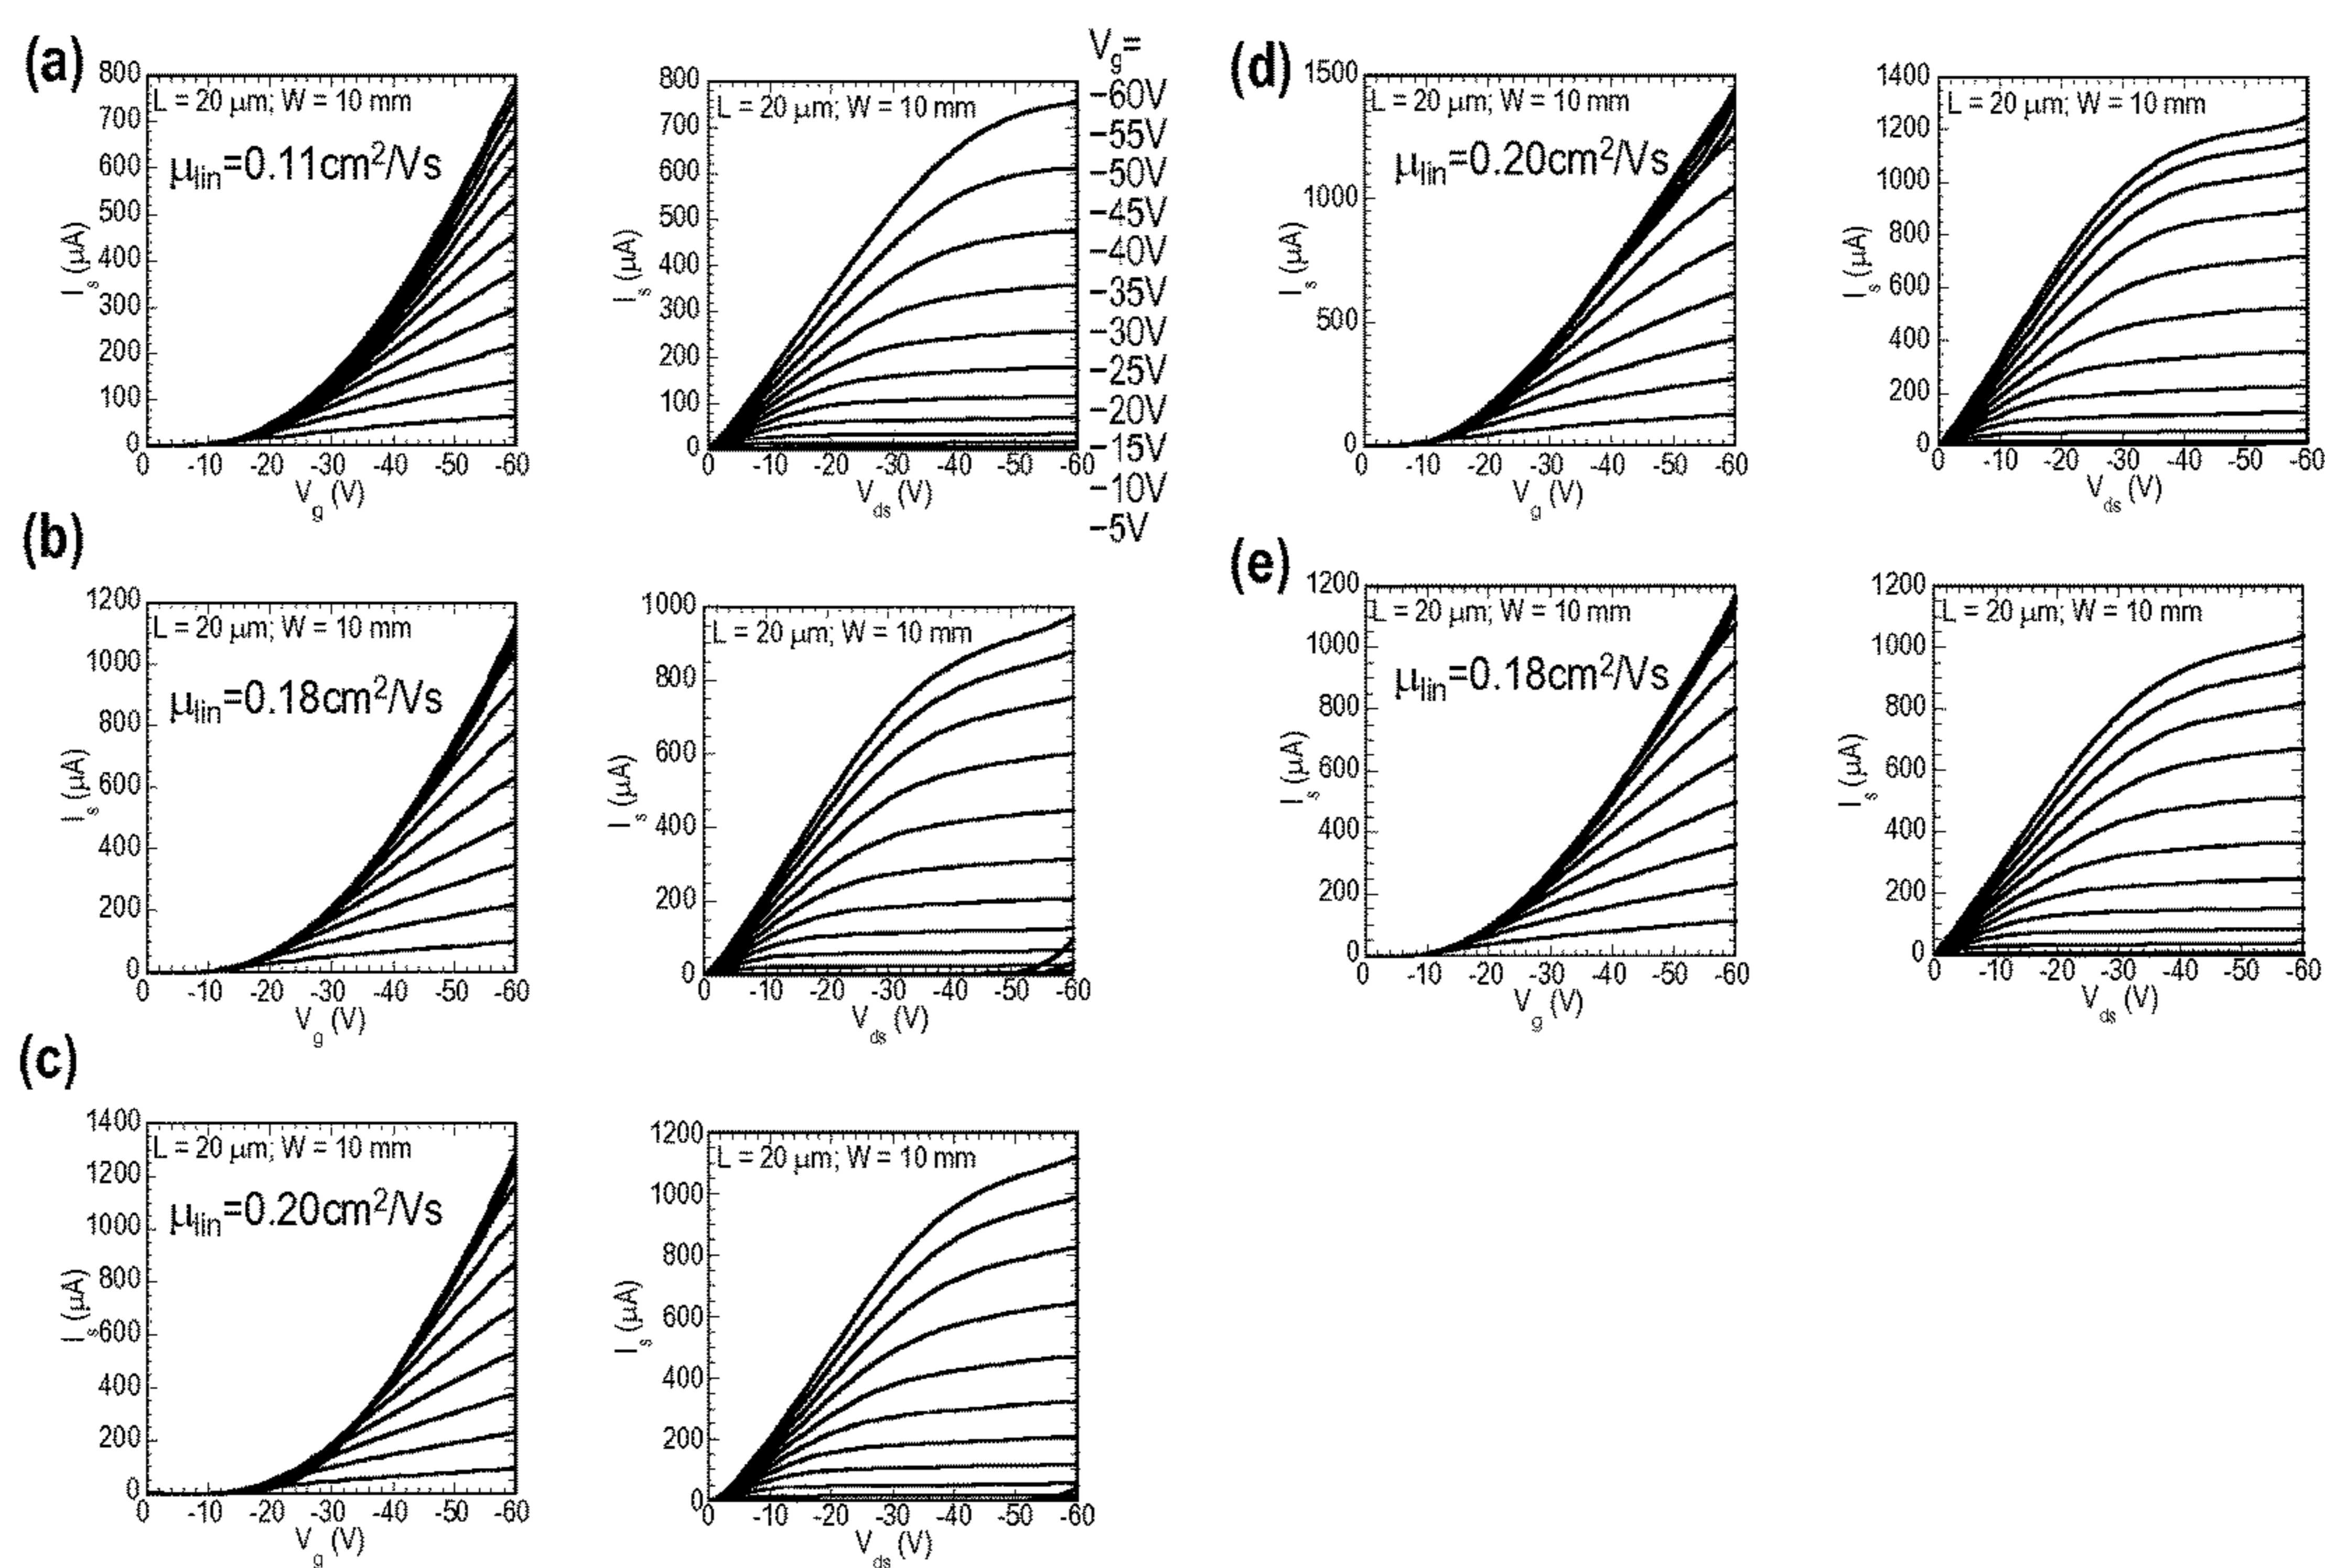 (a)
800
700
600
500
400
300
200
100
0
L = 20 μm; W = 10 mm
μlin=0.11cm²/Vs
Is (μA)
0 -10 -20 -30 -40 -50 -60
Vg (V)
800
700
600
500
400
300
200
100
0
L = 20 μm; W = 10 mm
Is (μA)
0 -10 -20 -30 -40 -50 -60
Vds (V)
Vg=
−60V
−55V
−50V
−45V
−40V
−35V
−30V
−25V
−20V
−15V
−10V
−5V
(b)
1200
1000
800
600
400
200
0
L = 20 μm; W = 10 mm
μlin=0.18cm²/Vs
Is (μA)
0 -10 -20 -30 -40 -50 -60
Vg (V)
1000
800
600
400
200
0
L = 20 μm; W = 10 mm
Is (μA)
0 -10 -20 -30 -40 -50 -60
Vds (V)
(c)
1400
1200
1000
800
600
400
200
0
L = 20 μm; W = 10 mm
μlin=0.20cm²/Vs
Is (μA)
0 -10 -20 -30 -40 -50 -60
Vg (V)
1200
1000
800
600
400
200
0
L = 20 μm; W = 10 mm
Is (μA)
0 -10 -20 -30 -40 -50 -60
Vds (V)
(d)
1500
1000
500
0
L = 20 μm; W = 10 mm
μlin=0.20cm²/Vs
Is (μA)
0 -10 -20 -30 -40 -50 -60
Vg (V)
1400
1200
1000
800
600
400
200
0
L = 20 μm; W = 10 mm
Is (μA)
0 -10 -20 -30 -40 -50 -60
Vds (V)
(e)
1200
1000
800
600
400
200
0
L = 20 μm; W = 10 mm
μlin=0.18cm²/Vs
Is (μA)
0 -10 -20 -30 -40 -50 -60
Vg (V)
1200
1000
800
600
400
200
0
L = 20 μm; W = 10 mm
Is (μA)
0 -10 -20 -30 -40 -50 -60
Vds (V)